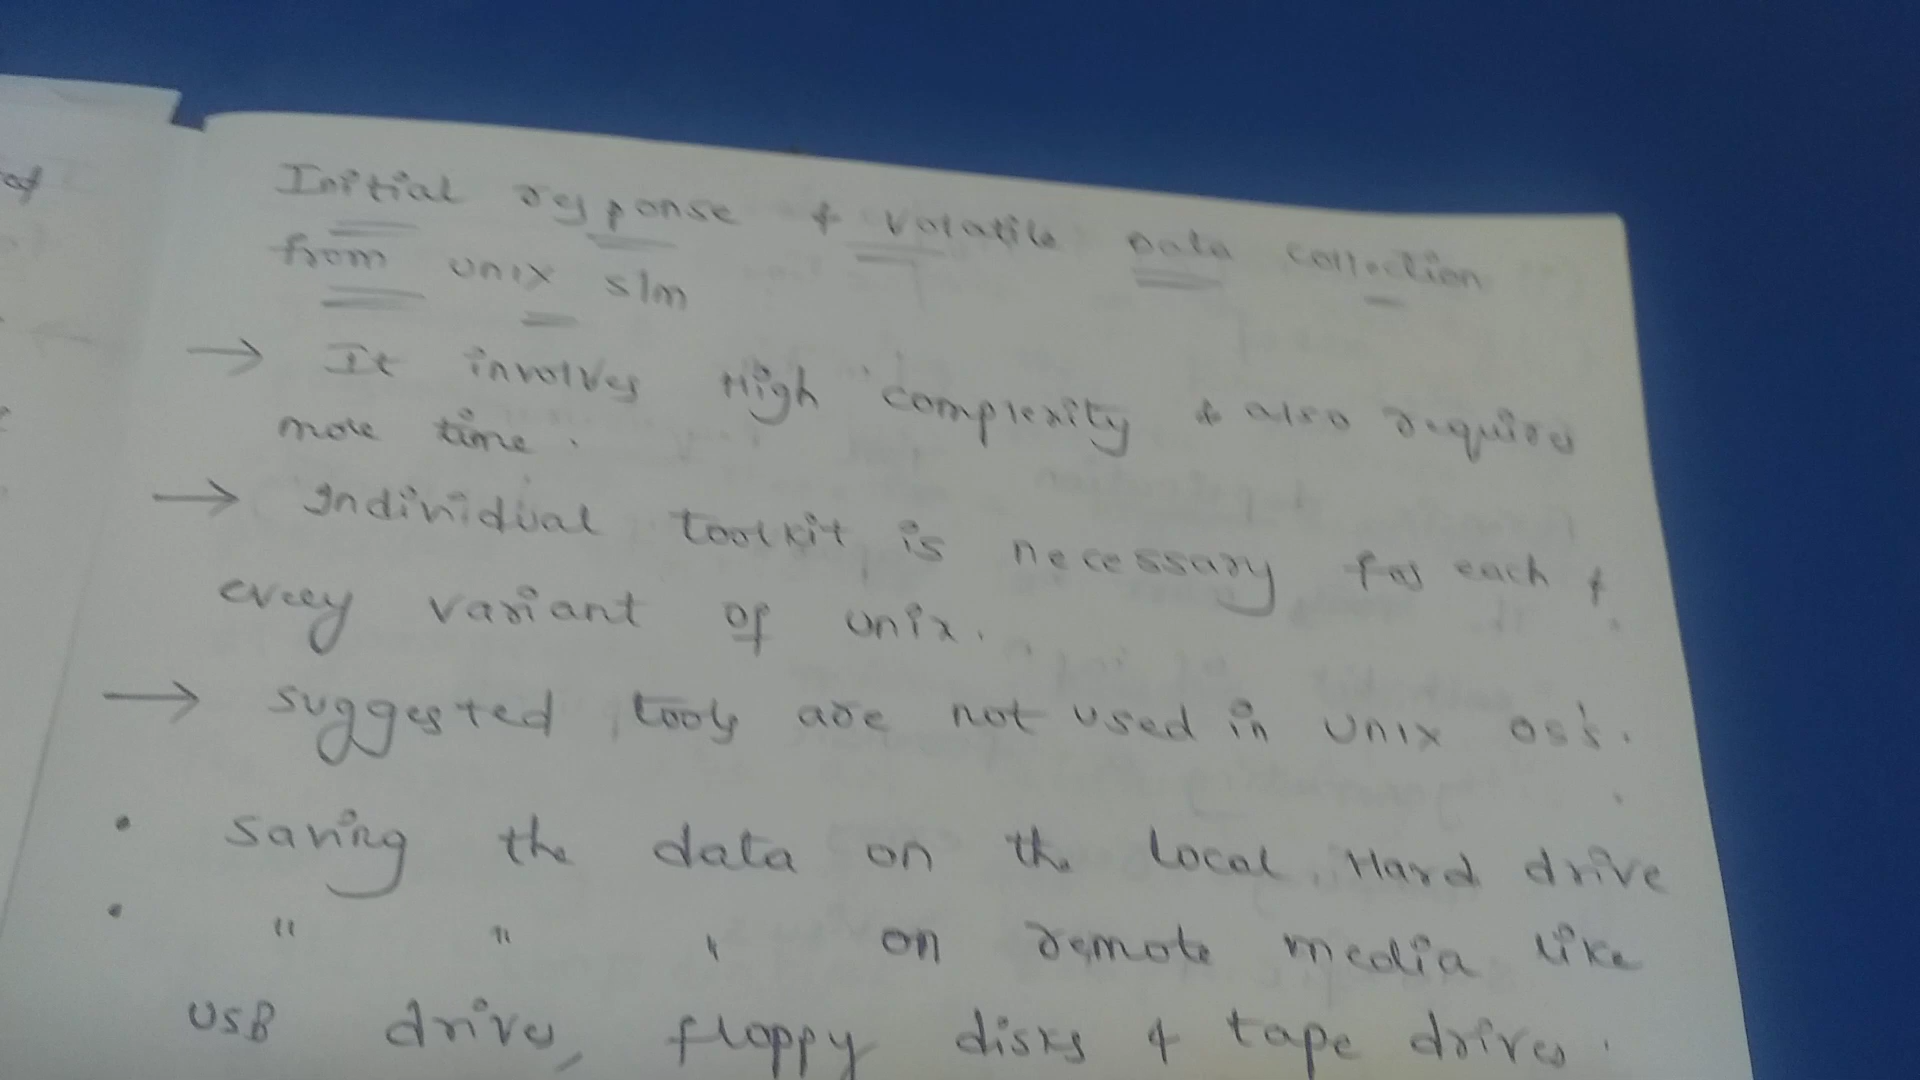 of
Initial response & Volatile Data Collection
from unix s/m
→ It involves High complexity & also requires
more time.
→ Individual toolkit is necessary for each &
every variant of unix.
→ suggested tools are not used in Unix OS's.
• saving the data on the Local Hard drive
• " " " on remote media like
USB drives, floppy disks & tape drives.